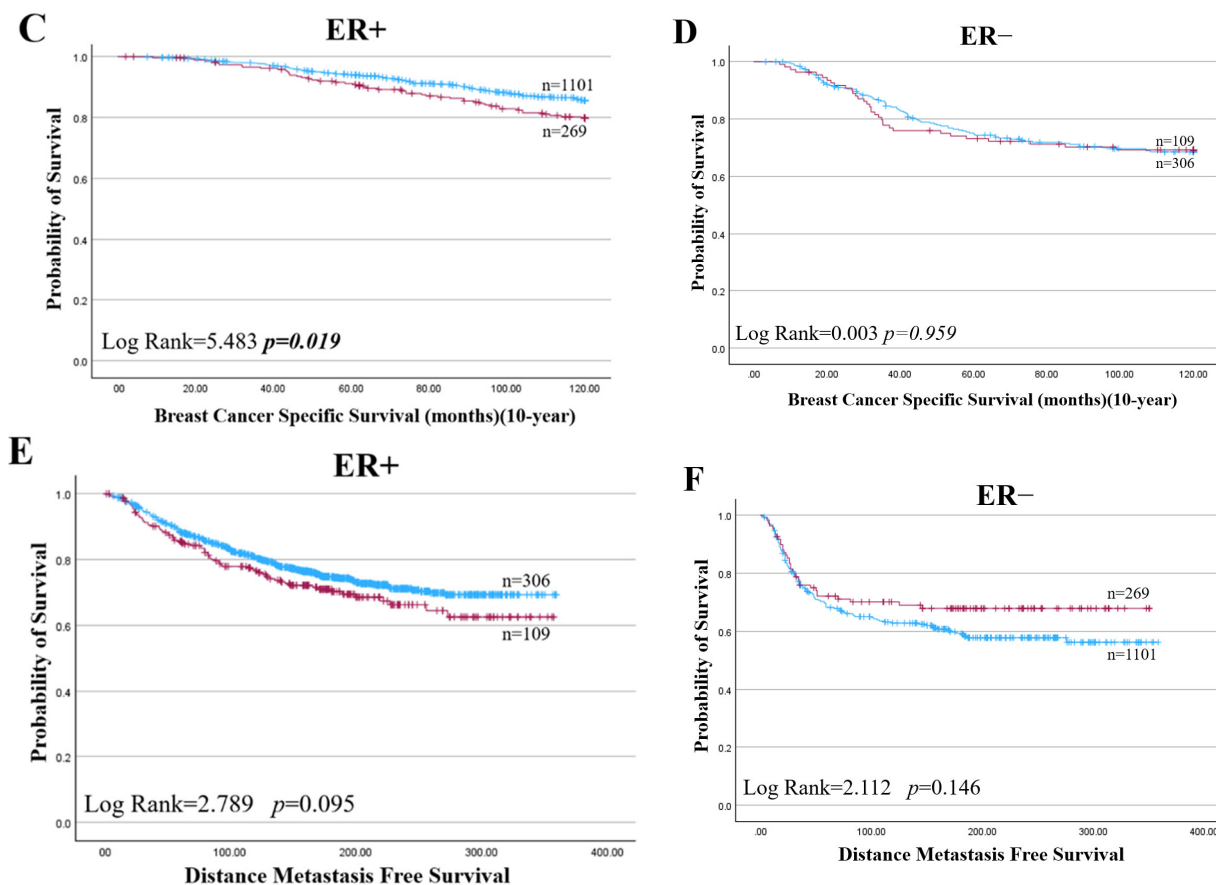 C
ER+
Probability of Survival
1.0
0.8
0.6
0.4
0.2
0.0
n=1101
n=269
Log Rank=5.483 p=0.019
00 20.00 40.00 60.00 80.00 100.00 120.00
Breast Cancer Specific Survival (months)(10-year)
D
ER−
Probability of Survival
1.0
0.8
0.6
0.4
0.2
0.0
n=109
n=306
Log Rank=0.003 p=0.959
.00 20.00 40.00 60.00 80.00 100.00 120.00
Breast Cancer Specific Survival (months)(10-year)
E
ER+
Probability of Survival
1.0
0.8
0.6
0.4
0.2
0.0
n=306
n=109
Log Rank=2.789 p=0.095
00 100.00 200.00 300.00 400.00
Distance Metastasis Free Survival
F
ER−
Probability of Survival
1.0
0.8
0.6
0.4
0.2
0.0
n=269
n=1101
Log Rank=2.112 p=0.146
.00 100.00 200.00 300.00 400.00
Distance Metastasis Free Survival